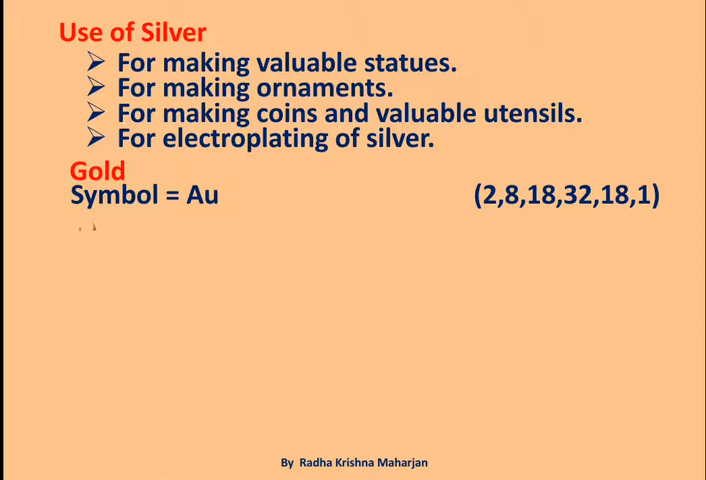 Use of Silver
➢ For making valuable statues.
➢ For making ornaments.
➢ For making coins and valuable utensils.
➢ For electroplating of silver.
Gold
Symbol = Au (2,8,18,32,18,1)
By Radha Krishna Maharjan